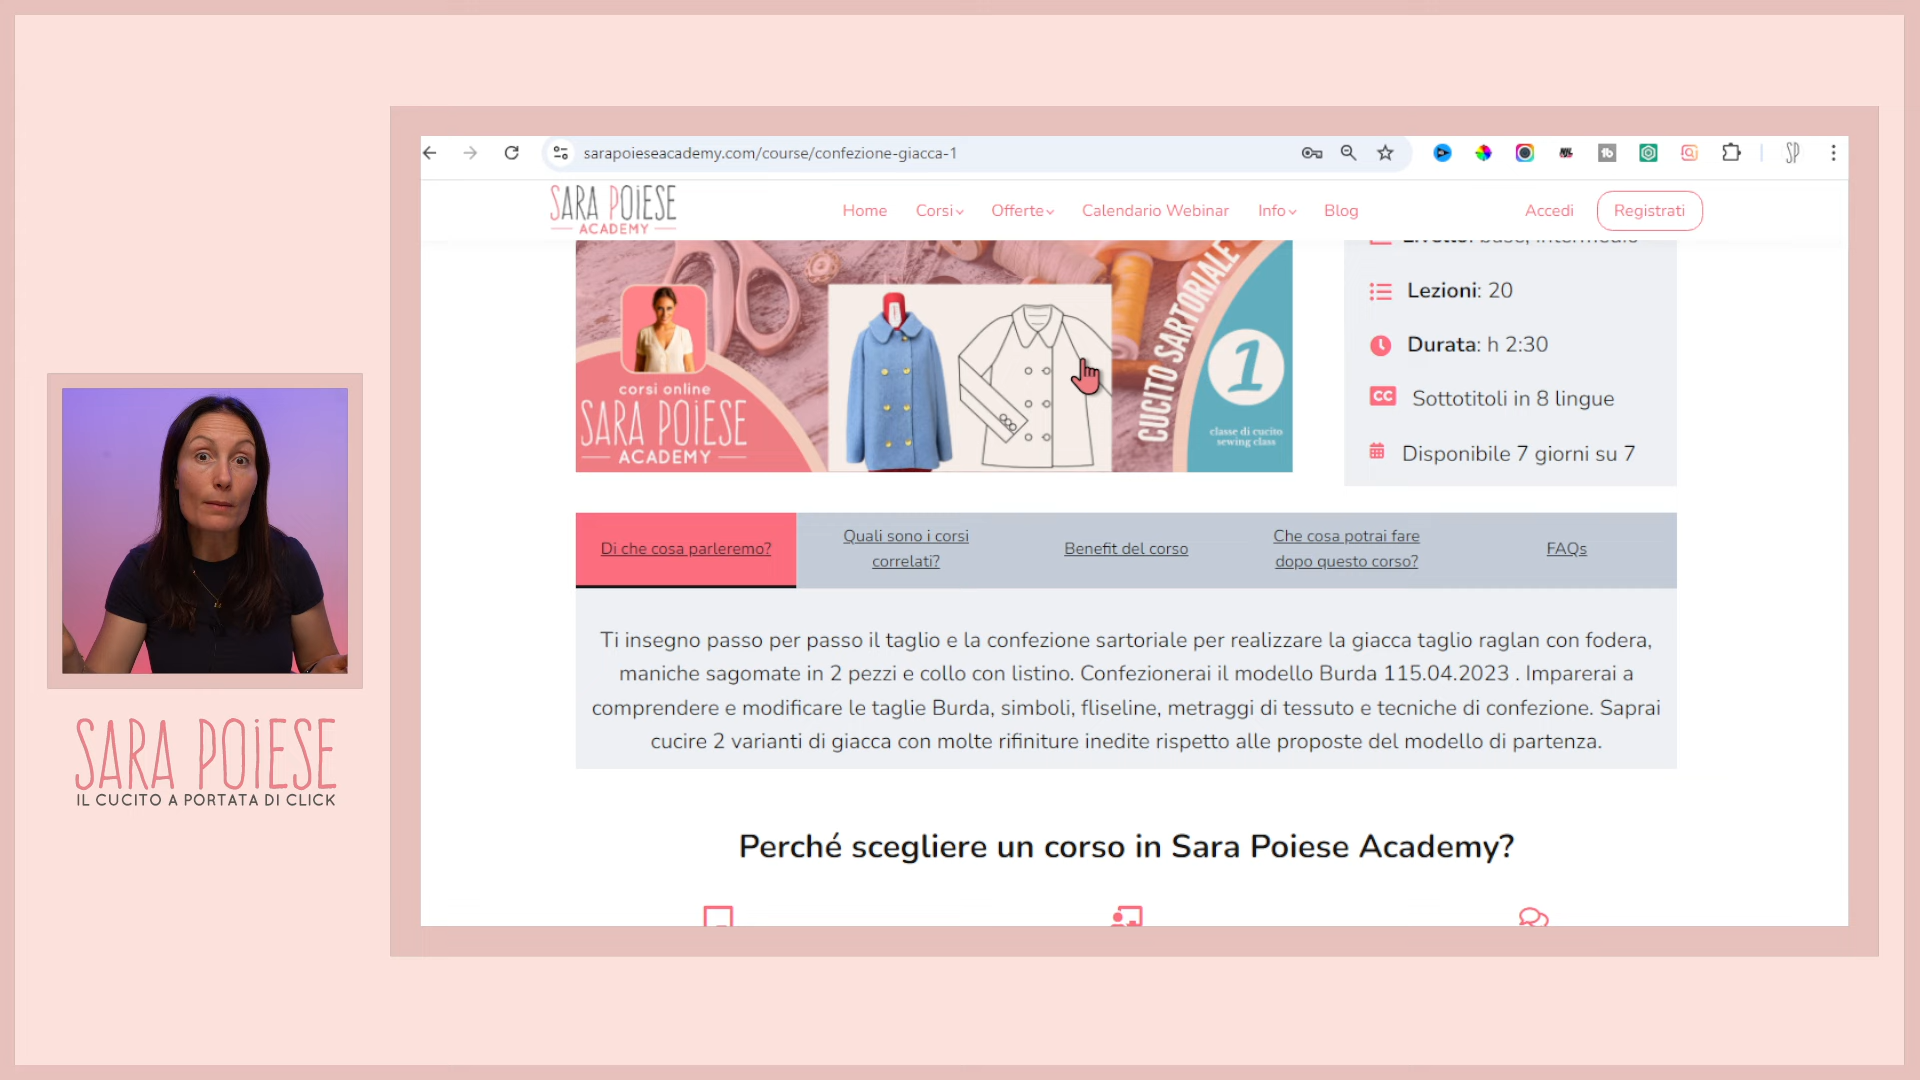 sarapoieseacademy.com/course/confezione-giacca-1
SP
SARA POIESE
ACADEMY
Home
Corsi
Offerte
Calendario Webinar
Info
Blog
Accedi
Registrati
Livello: base, intermedio
Lezioni: 20
Durata: h 2:30
CC Sottotitoli in 8 lingue
Disponibile 7 giorni su 7
corsi online
SARA POIESE
ACADEMY
CUCITO SARTORIALE
1
classe di cucito
sewing class
Di che cosa parleremo?
Quali sono i corsi
correlati?
Benefit del corso
Che cosa potrai fare
dopo questo corso?
FAQs
Ti insegno passo per passo il taglio e la confezione sartoriale per realizzare la giacca taglio raglan con fodera,
maniche sagomate in 2 pezzi e collo con listino. Confezionerai il modello Burda 115.04.2023 . Imparerai a
comprendere e modificare le taglie Burda, simboli, fliseline, metraggi di tessuto e tecniche di confezione. Saprai
cucire 2 varianti di giacca con molte rifiniture inedite rispetto alle proposte del modello di partenza.
Perché scegliere un corso in Sara Poiese Academy?
SARA POIESE
IL CUCITO A PORTATA DI CLICK